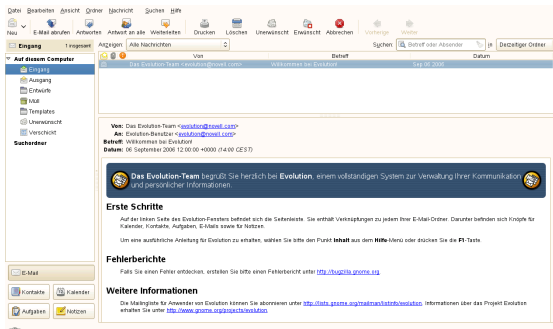 Datei Bearbeiten Ansicht Ordner Nachricht Suchen Hilfe
Neu E-Mail abrufen Antworten Antwort an alle Weiterleiten Drucken Löschen Unerwünscht Erwünscht Abbrechen Vorherige Weiter
Eingang 1 insgesamt Anzeigen: Alle Nachrichten Suchen: Betreff oder Absender in Derzeitiger Ordner
Auf diesem Computer
Eingang
Ausgang
Entwürfe
Müll
Templates
Unerwünscht
Verschickt
Suchordner
Von Betreff Datum
Das Evolution-Team <evolution@novell.com> Willkommen bei Evolution! Sep 06 2006
Von: Das Evolution-Team <evolution@novell.com>
An: Evolution-Benutzer <evolution@novell.com>
Betreff: Willkommen bei Evolution!
Datum: 06 September 2006 12:00:00 +0000 (14:00 CEST)
Das Evolution-Team begrüßt Sie herzlich bei Evolution, einem vollständigen System zur Verwaltung Ihrer Kommunikation
und persönlicher Informationen.
Erste Schritte
Auf der linken Seite des Evolution-Fensters befindet sich die Seitenleiste. Sie enthält Verknüpfungen zu jedem Ihrer E-Mail-Ordner. Darunter befinden sich Knöpfe für
Kalender, Kontakte, Aufgaben, E-Mails sowie für Notizen.
Um eine ausführliche Anleitung für Evolution zu erhalten, wählen Sie bitte den Punkt Inhalt aus dem Hilfe-Menü oder drücken Sie die F1-Taste.
Fehlerberichte
Falls Sie einen Fehler entdecken, erstellen Sie bitte einen Fehlerbericht unter http://bugzilla.gnome.org.
Weitere Informationen
Die Mailingliste für Anwender von Evolution können Sie abonnieren unter http://lists.gnome.org/mailman/listinfo/evolution. Informationen über das Projekt Evolution
erhalten Sie unter http://www.gnome.org/projects/evolution.
E-Mail
Kontakte Kalender
Aufgaben Notizen